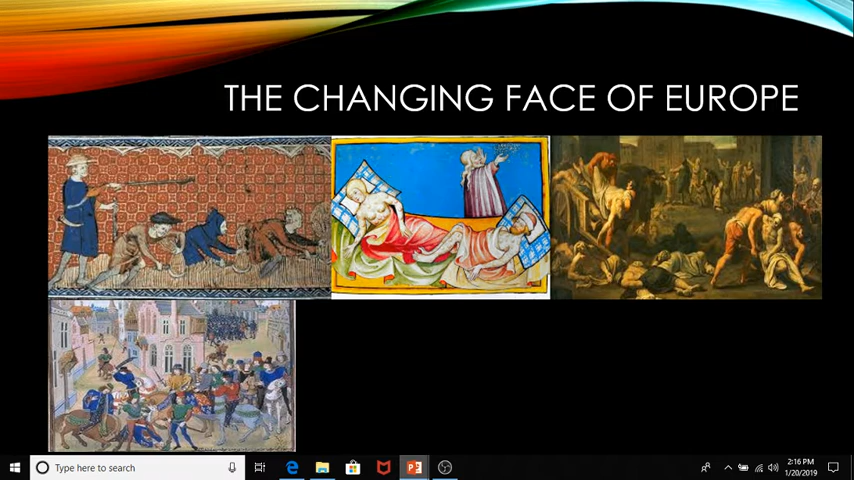 THE CHANGING FACE OF EUROPE
Type here to search
2:16 PM
1/20/2019